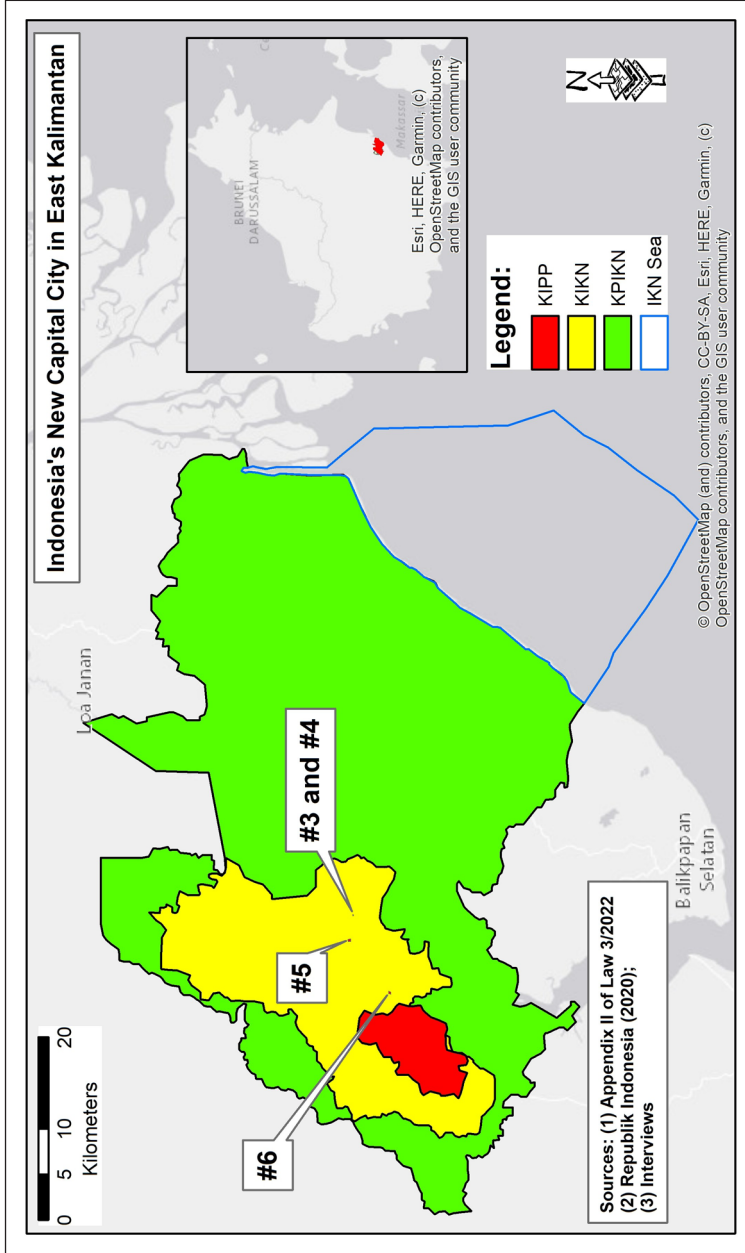 Indonesia's New Capital City in East Kalimantan
0 5 10 20
Kilometers
Loa Janan
BRUNEI
DARUSSALAM
Makassar
Esri, HERE, Garmin, (c)
OpenStreetMap contributors,
and the GIS user community
#3 and #4
#5
#6
N
Legend:
KIPP
KIKN
KPIKN
IKN Sea
Balikpapan
Selatan
Sources: (1) Appendix II of Law 3/2022
(2) Republik Indonesia (2020);
(3) Interviews
© OpenStreetMap (and) contributors, CC-BY-SA, Esri, HERE, Garmin, (c)
OpenStreetMap contributors, and the GIS user community